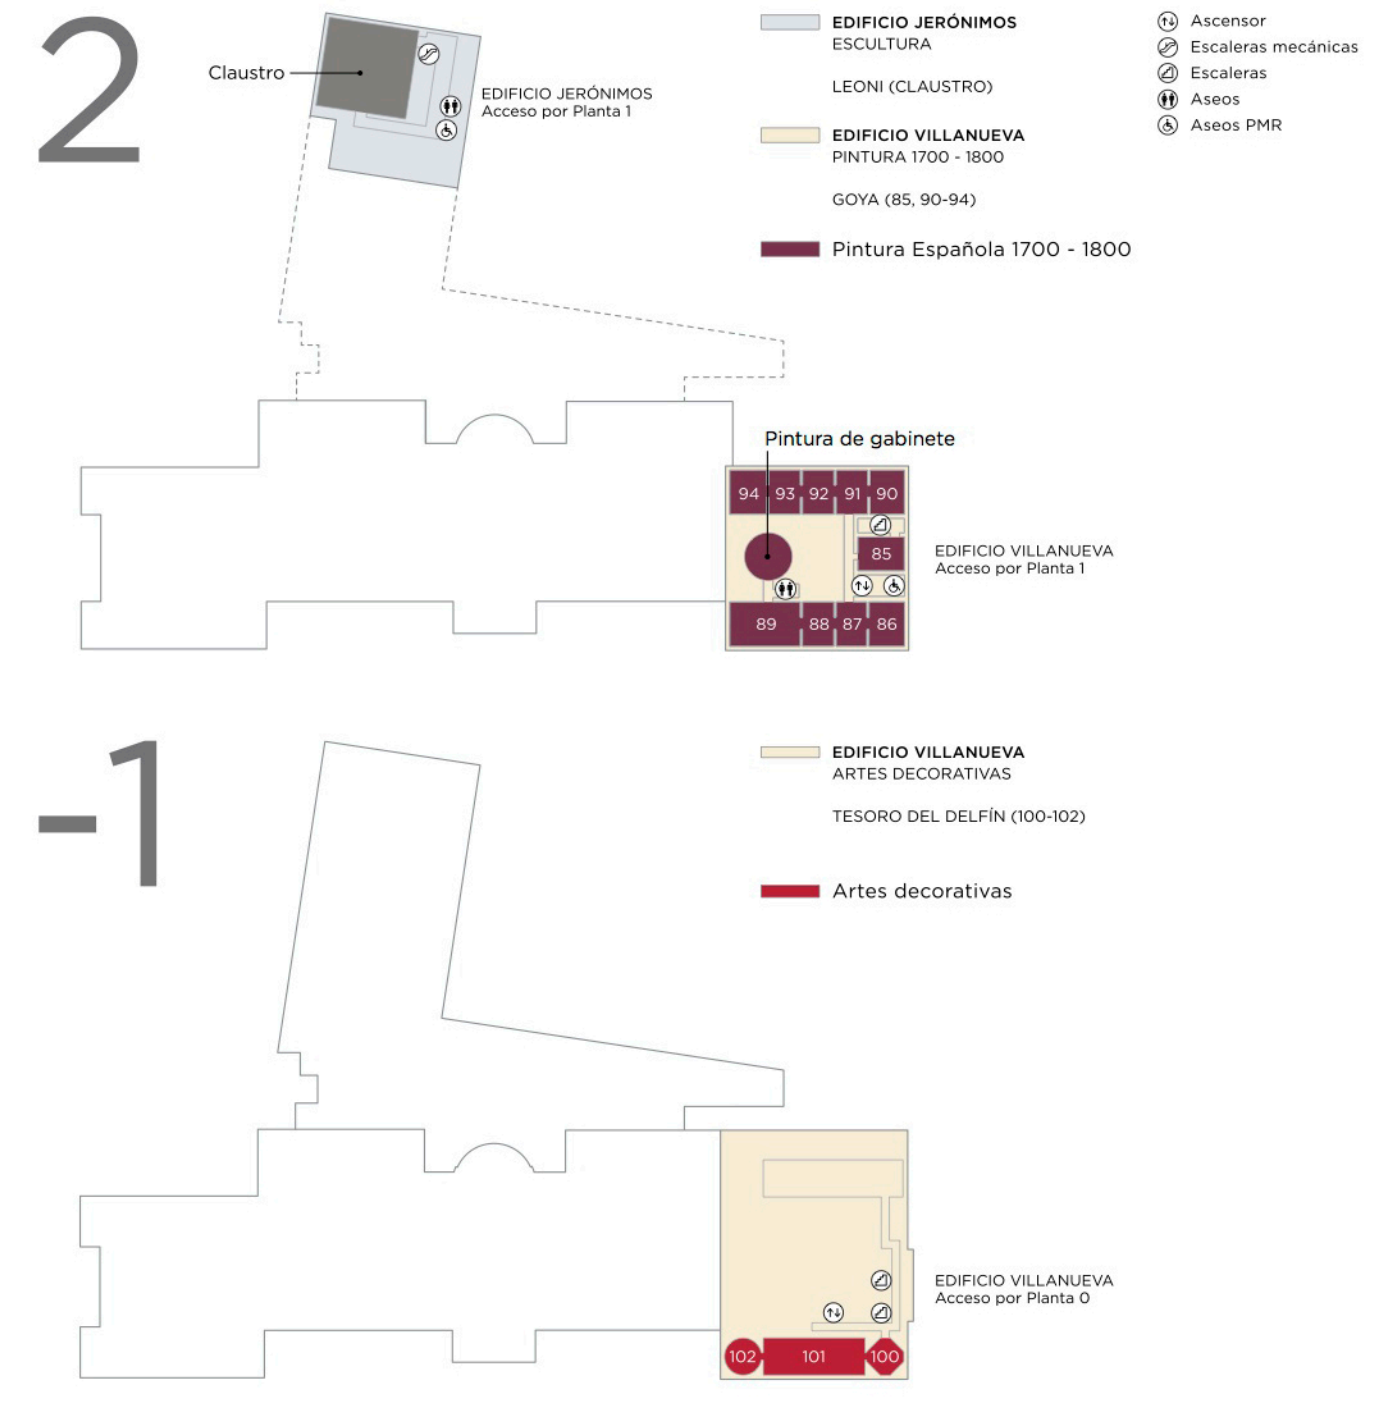 2
Claustro
EDIFICIO JERÓNIMOS
Acceso por Planta 1
EDIFICIO JERÓNIMOS
ESCULTURA
LEONI (CLAUSTRO)
EDIFICIO VILLANUEVA
PINTURA 1700 - 1800
GOYA (85, 90-94)
Pintura Española 1700 - 1800
Ascensor
Escaleras mecánicas
Escaleras
Aseos
Aseos PMR
Pintura de gabinete
94 93 92 91 90
85
89 88 87 86
EDIFICIO VILLANUEVA
Acceso por Planta 1
-1
EDIFICIO VILLANUEVA
ARTES DECORATIVAS
TESORO DEL DELFÍN (100-102)
Artes decorativas
EDIFICIO VILLANUEVA
Acceso por Planta 0
102 101 100